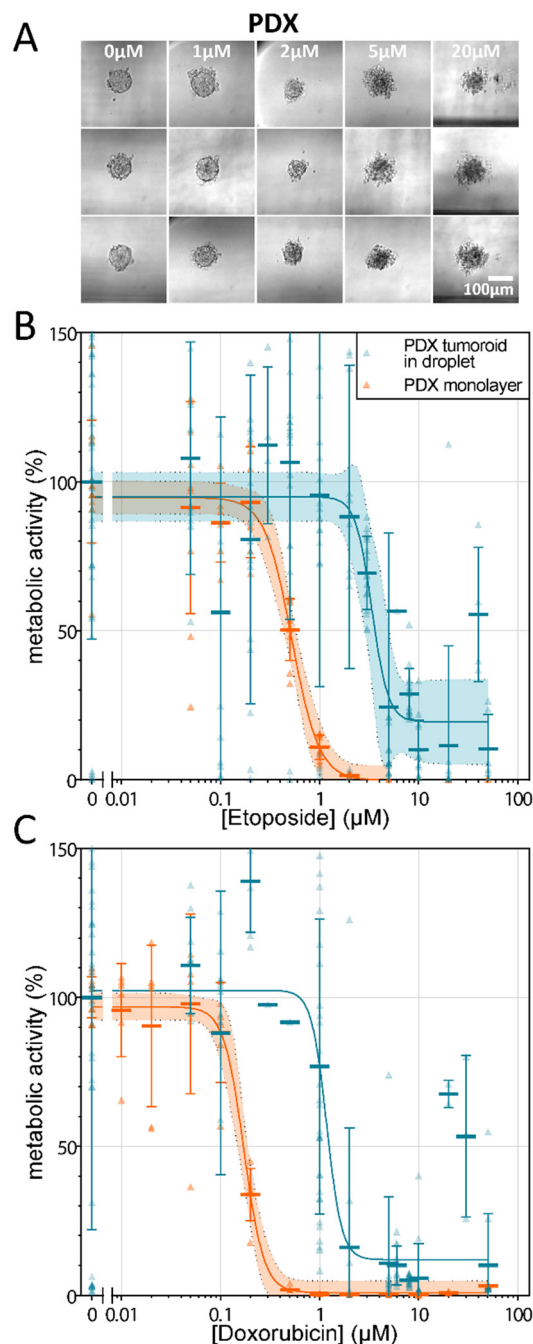 A
PDX
0μM 1μM 2μM 5μM 20μM
100μm
B
150
100
50
0
metabolic activity (%)
PDX tumoroid
in droplet
PDX monolayer
0 0.01 0.1 1 10 100
[Etoposide] (μM)
C
150
100
50
0
metabolic activity (%)
0 0.01 0.1 1 10 100
[Doxorubicin] (μM)